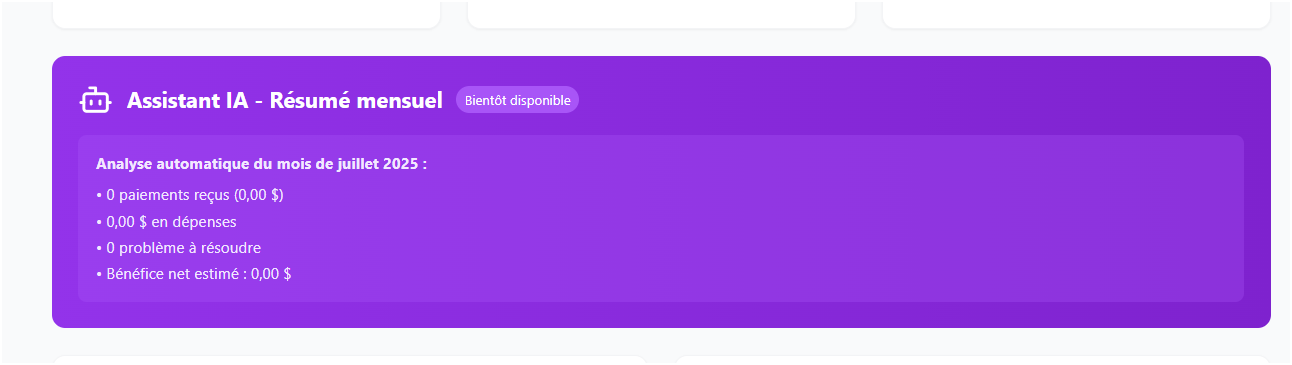 Assistant IA - Résumé mensuel
Bientôt disponible
Analyse automatique du mois de juillet 2025 :
• 0 paiements reçus (0,00 $)
• 0,00 $ en dépenses
• 0 problème à résoudre
• Bénéfice net estimé : 0,00 $